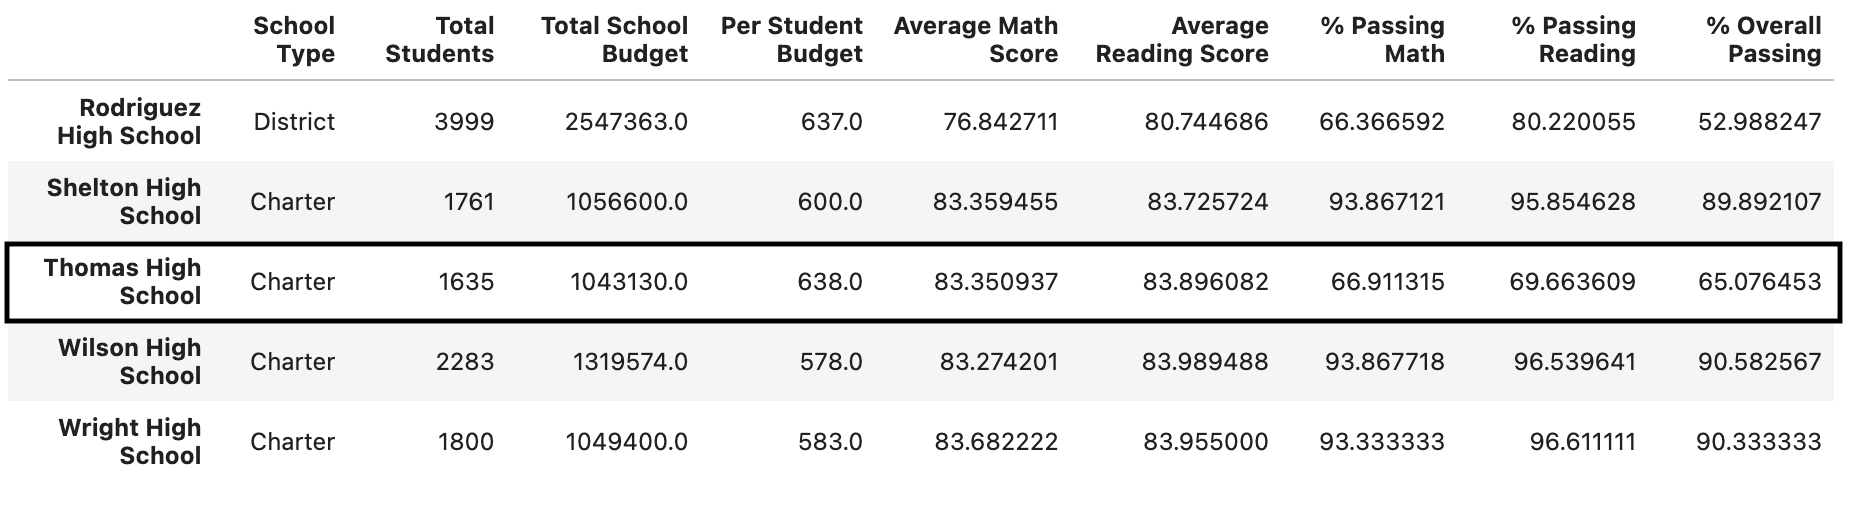 School Type Total Students Total School Budget Per Student Budget Average Math Score Average Reading Score % Passing Math % Passing Reading % Overall Passing
Rodriguez High School District 3999 2547363.0 637.0 76.842711 80.744686 66.366592 80.220055 52.988247
Shelton High School Charter 1761 1056600.0 600.0 83.359455 83.725724 93.867121 95.854628 89.892107
Thomas High School Charter 1635 1043130.0 638.0 83.350937 83.896082 66.911315 69.663609 65.076453
Wilson High School Charter 2283 1319574.0 578.0 83.274201 83.989488 93.867718 96.539641 90.582567
Wright High School Charter 1800 1049400.0 583.0 83.682222 83.955000 93.333333 96.611111 90.333333